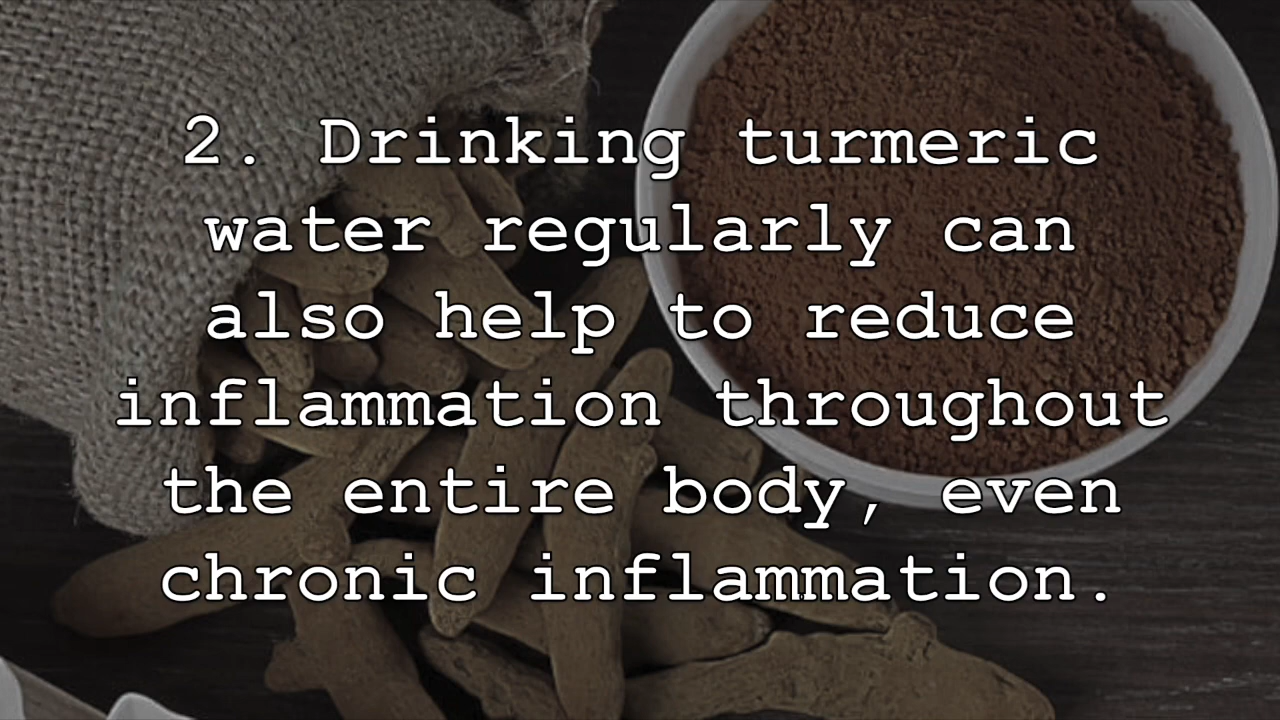 2. Drinking turmeric
water regularly can
also help to reduce
inflammation throughout
the entire body, even
chronic inflammation.